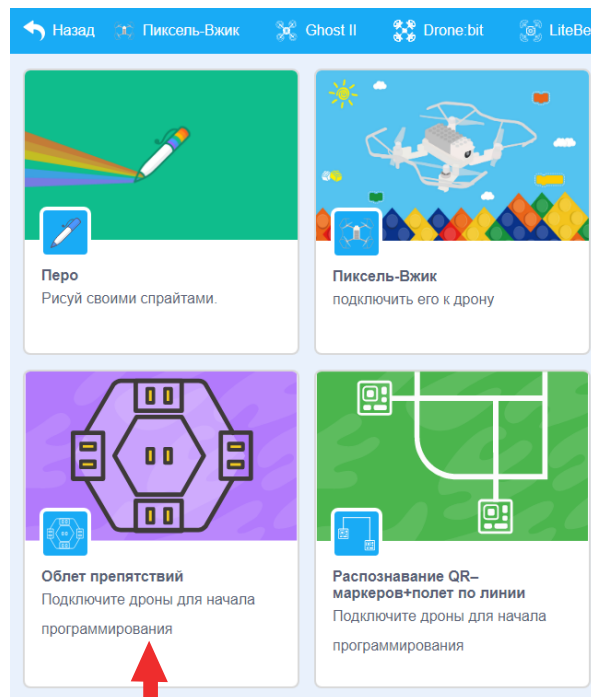 Назад Пиксель-Вжик Ghost II Drone:bit LiteBe
Перо
Рисуй своими спрайтами.
Пиксель-Вжик
подключить его к дрону
Облет препятствий
Подключите дроны для начала
программирования
Распознавание QR–
маркеров+полет по линии
Подключите дроны для начала
программирования